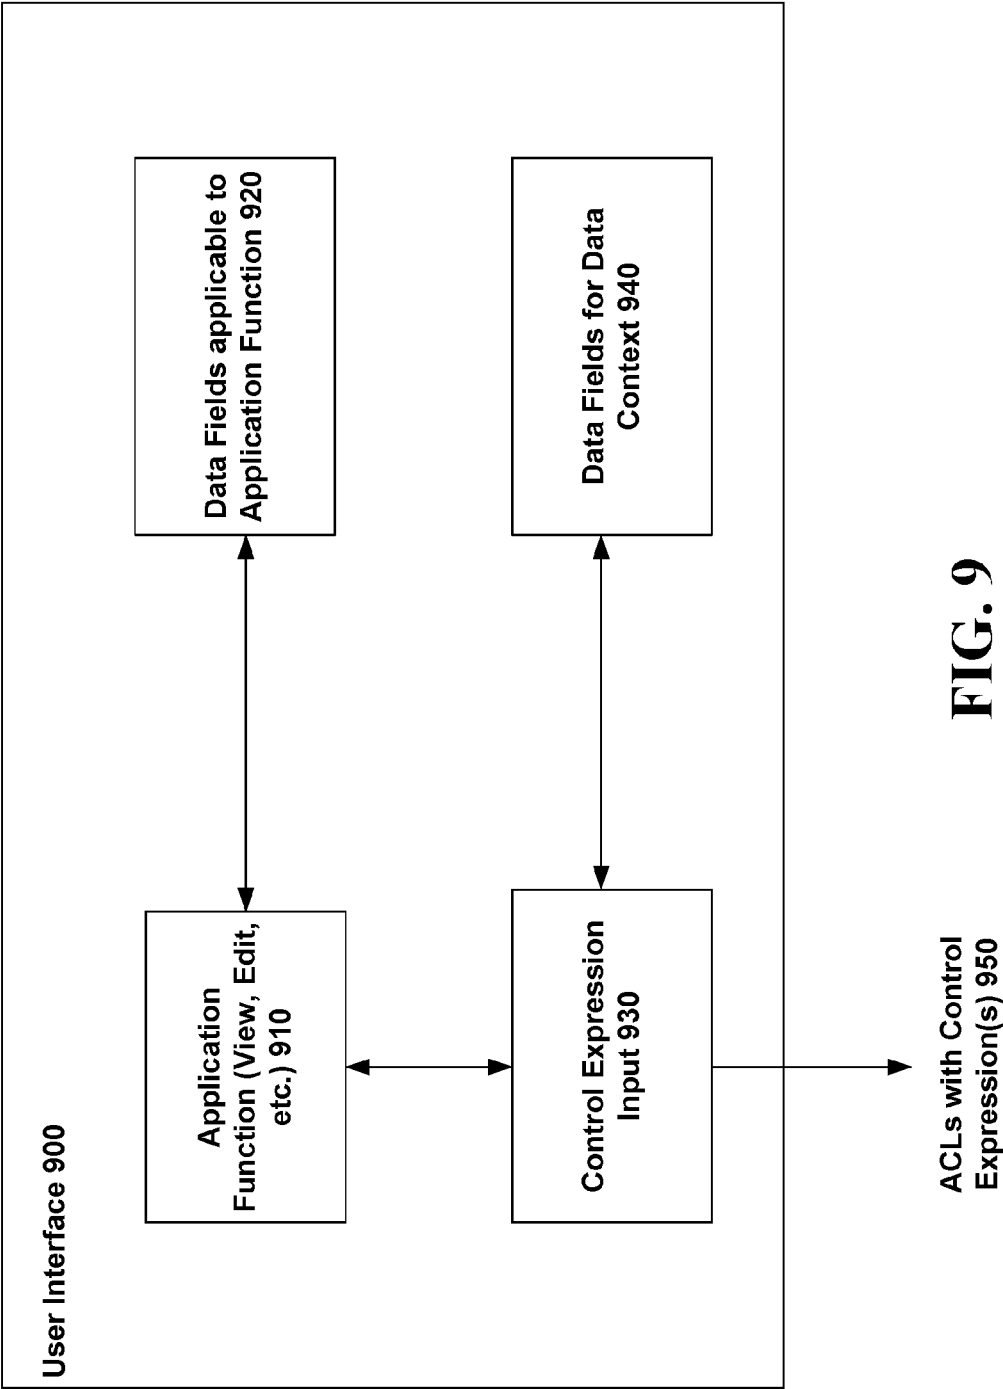 User Interface 900
Application
Function (View, Edit,
etc.) 910
Data Fields applicable to
Application Function 920
Control Expression
Input 930
Data Fields for Data
Context 940
ACLs with Control
Expression(s) 950
FIG. 9